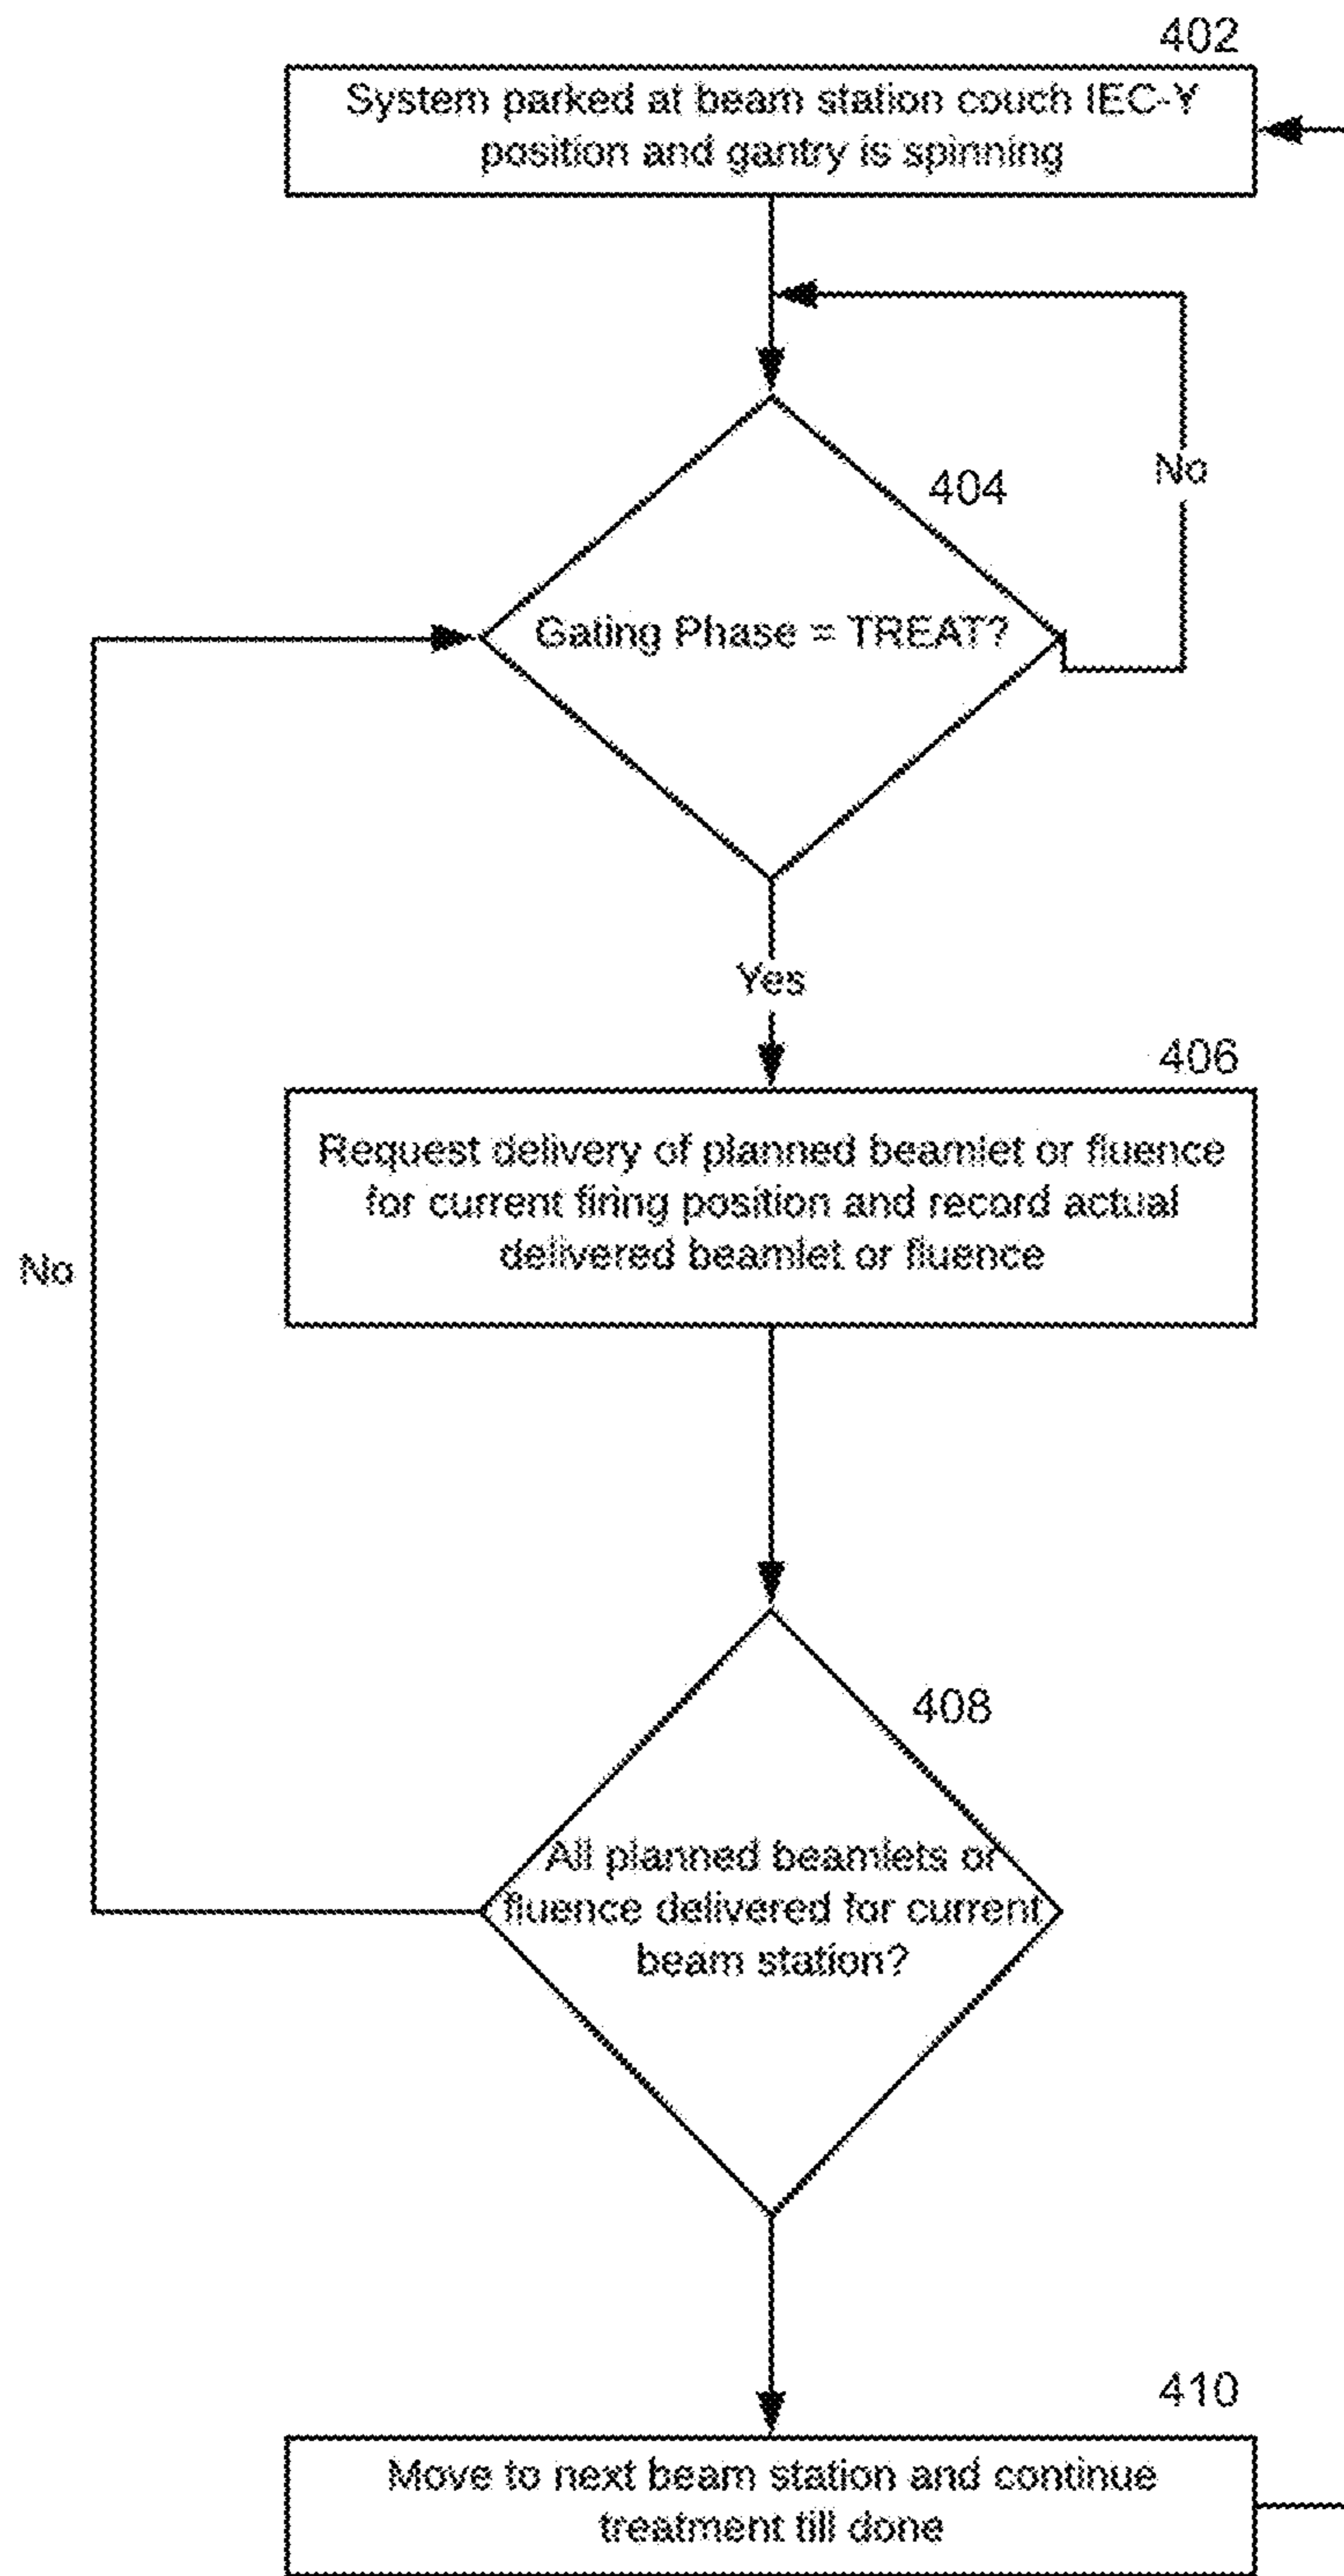 402
System parked at beam station couch IEC-Y
position and gantry is spinning
No
404
Gating Phase = TREAT?
Yes
406
Request delivery of planned beamlet or fluence
for current firing position and record actual
delivered beamlet or fluence
No
408
All planned beamlets or
fluence delivered for current
beam station?
410
Move to next beam station and continue
treatment till done